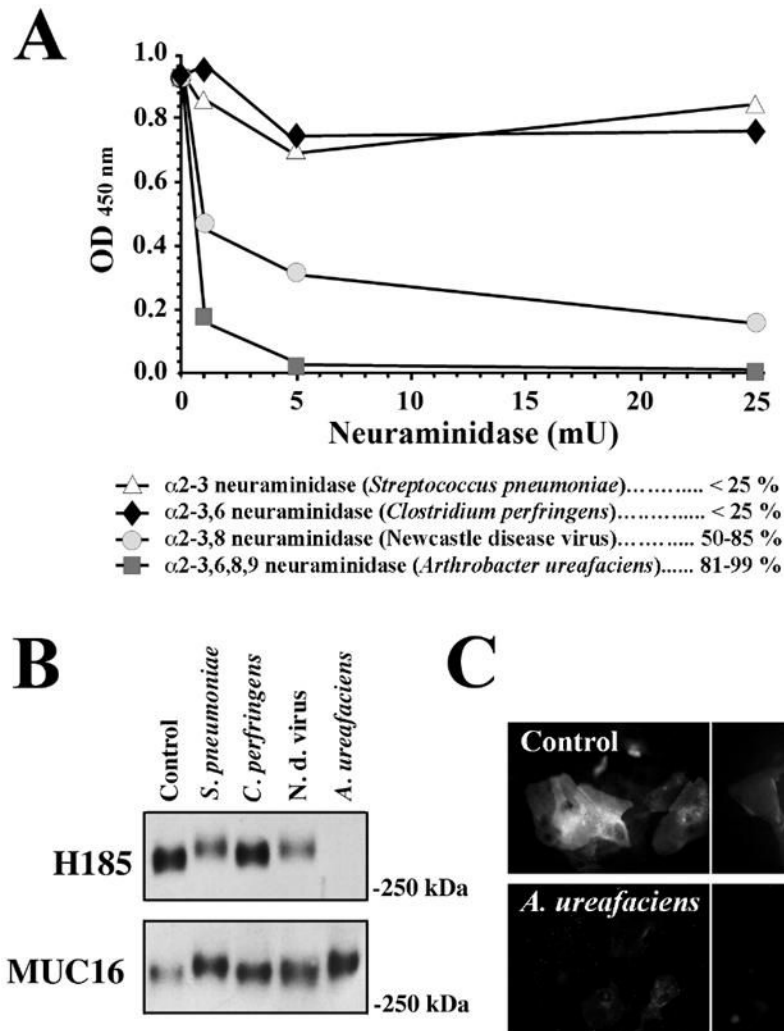 A
1.0
0.8
0.6
0.4
0.2
0.0
OD 450 nm
0 5 10 15 20 25
Neuraminidase (mU)
α2-3 neuraminidase (Streptococcus pneumoniae)........... < 25 %
α2-3,6 neuraminidase (Clostridium perfringens)........... < 25 %
α2-3,8 neuraminidase (Newcastle disease virus) ........... 50-85 %
α2-3,6,8,9 neuraminidase (Arthrobacter ureafaciens)...... 81-99 %
B
Control
S. pneumoniae
C. perfringens
N. d. virus
A. ureafaciens
H185
-250 kDa
MUC16
-250 kDa
C
Control
A. ureafaciens